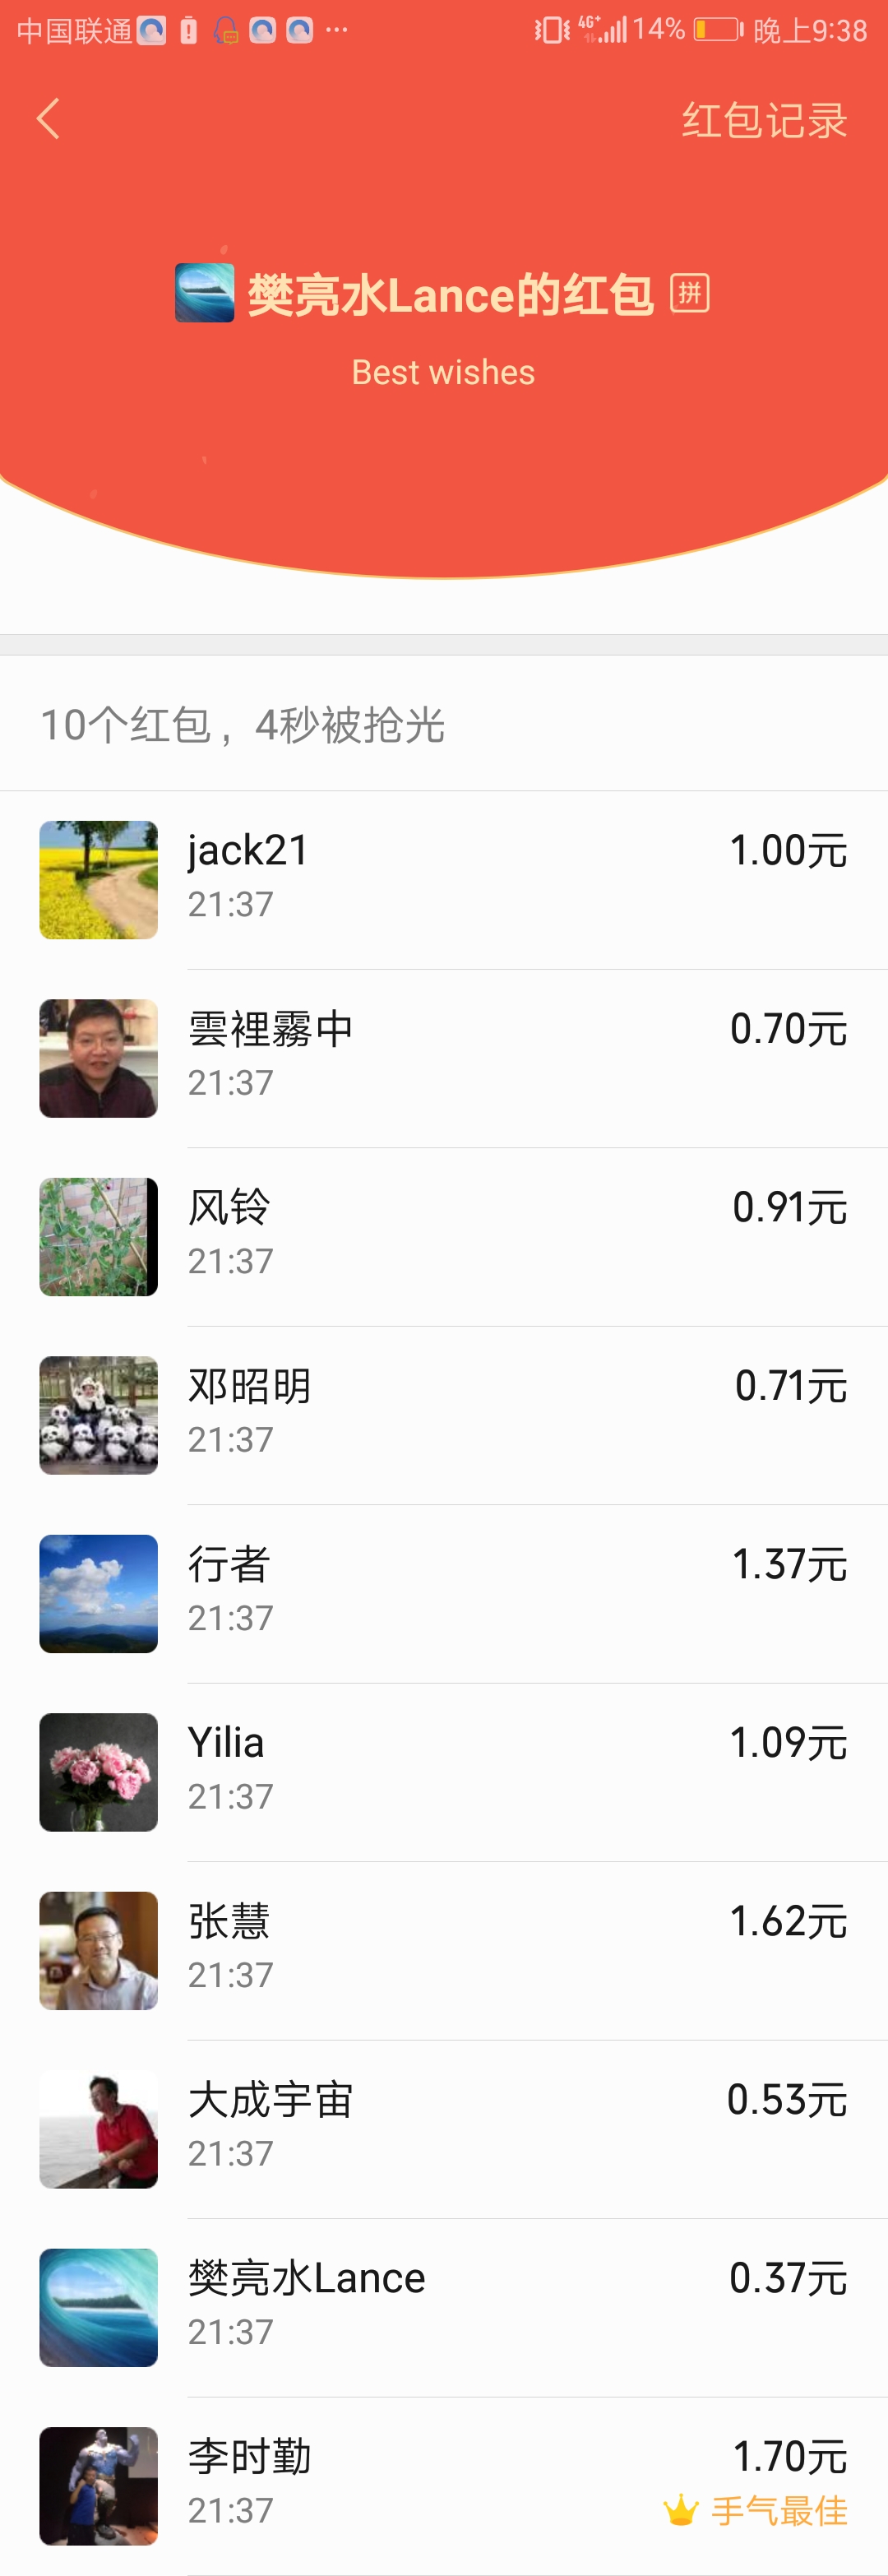 中国联通 4G+ 14% 晚上9:38
红包记录
樊亮水Lance的红包 拼
Best wishes
10个红包，4秒被抢光
jack21 1.00元
21:37
雲裡霧中 0.70元
21:37
风铃 0.91元
21:37
邓昭明 0.71元
21:37
行者 1.37元
21:37
Yilia 1.09元
21:37
张慧 1.62元
21:37
大成宇宙 0.53元
21:37
樊亮水Lance 0.37元
21:37
李时勤 1.70元
21:37 手气最佳